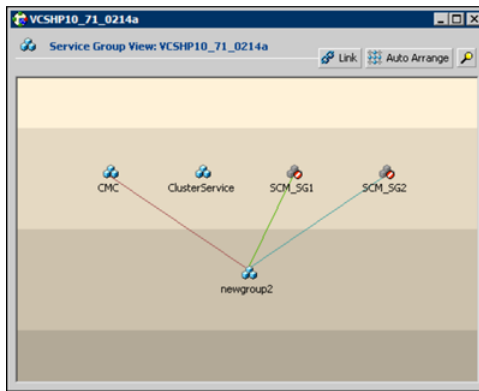 VCSHP10_71_0214a
Service Group View: VCSHP10_71_0214a
Link Auto Arrange
CMC ClusterService SCM_SG1 SCM_SG2
newgroup2